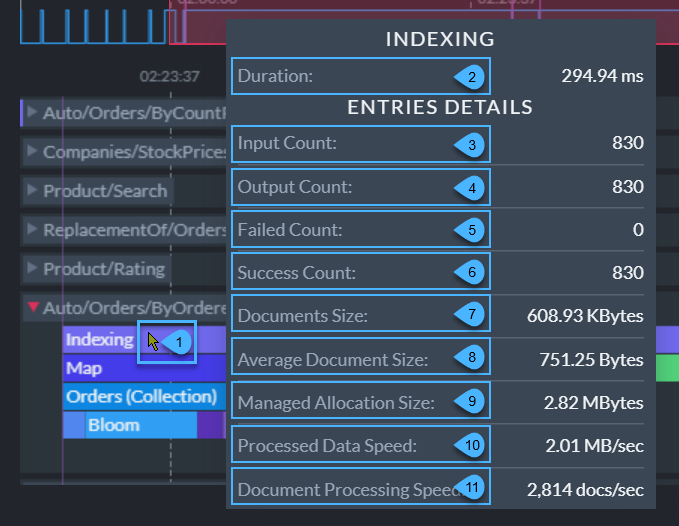 INDEXING
02:23:37
Duration: 2 294.94 ms
ENTRIES DETAILS
Auto/Orders/ByCount
Input Count: 3 830
Companies/StockPrices
Output Count: 4 830
Product/Search
Failed Count: 5 0
ReplacementOf/Orders
Success Count: 6 830
Product/Rating
Documents Size: 7 608.93 KBytes
Auto/Orders/ByOrdere
Indexing 1
Average Document Size: 8 751.25 Bytes
Map
Managed Allocation Size: 9 2.82 MBytes
Orders (Collection)
Processed Data Speed: 10 2.01 MB/sec
Bloom
Document Processing Speed 11 2,814 docs/sec